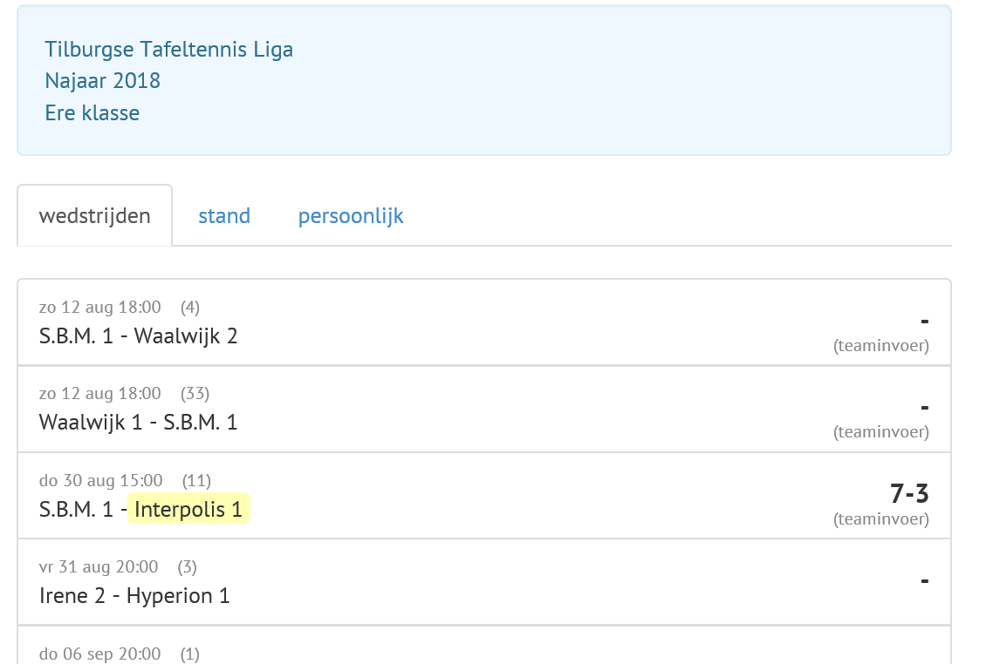 Tilburgse Tafeltennis Liga
Najaar 2018
Ere klasse
wedstrijden stand persoonlijk
zo 12 aug 18:00 (4)
S.B.M. 1 - Waalwijk 2
-
(teaminvoer)
zo 12 aug 18:00 (33)
Waalwijk 1 - S.B.M. 1
-
(teaminvoer)
do 30 aug 15:00 (11)
S.B.M. 1 - Interpolis 1
7-3
(teaminvoer)
vr 31 aug 20:00 (3)
Irene 2 - Hyperion 1
-
do 06 sep 20:00 (1)